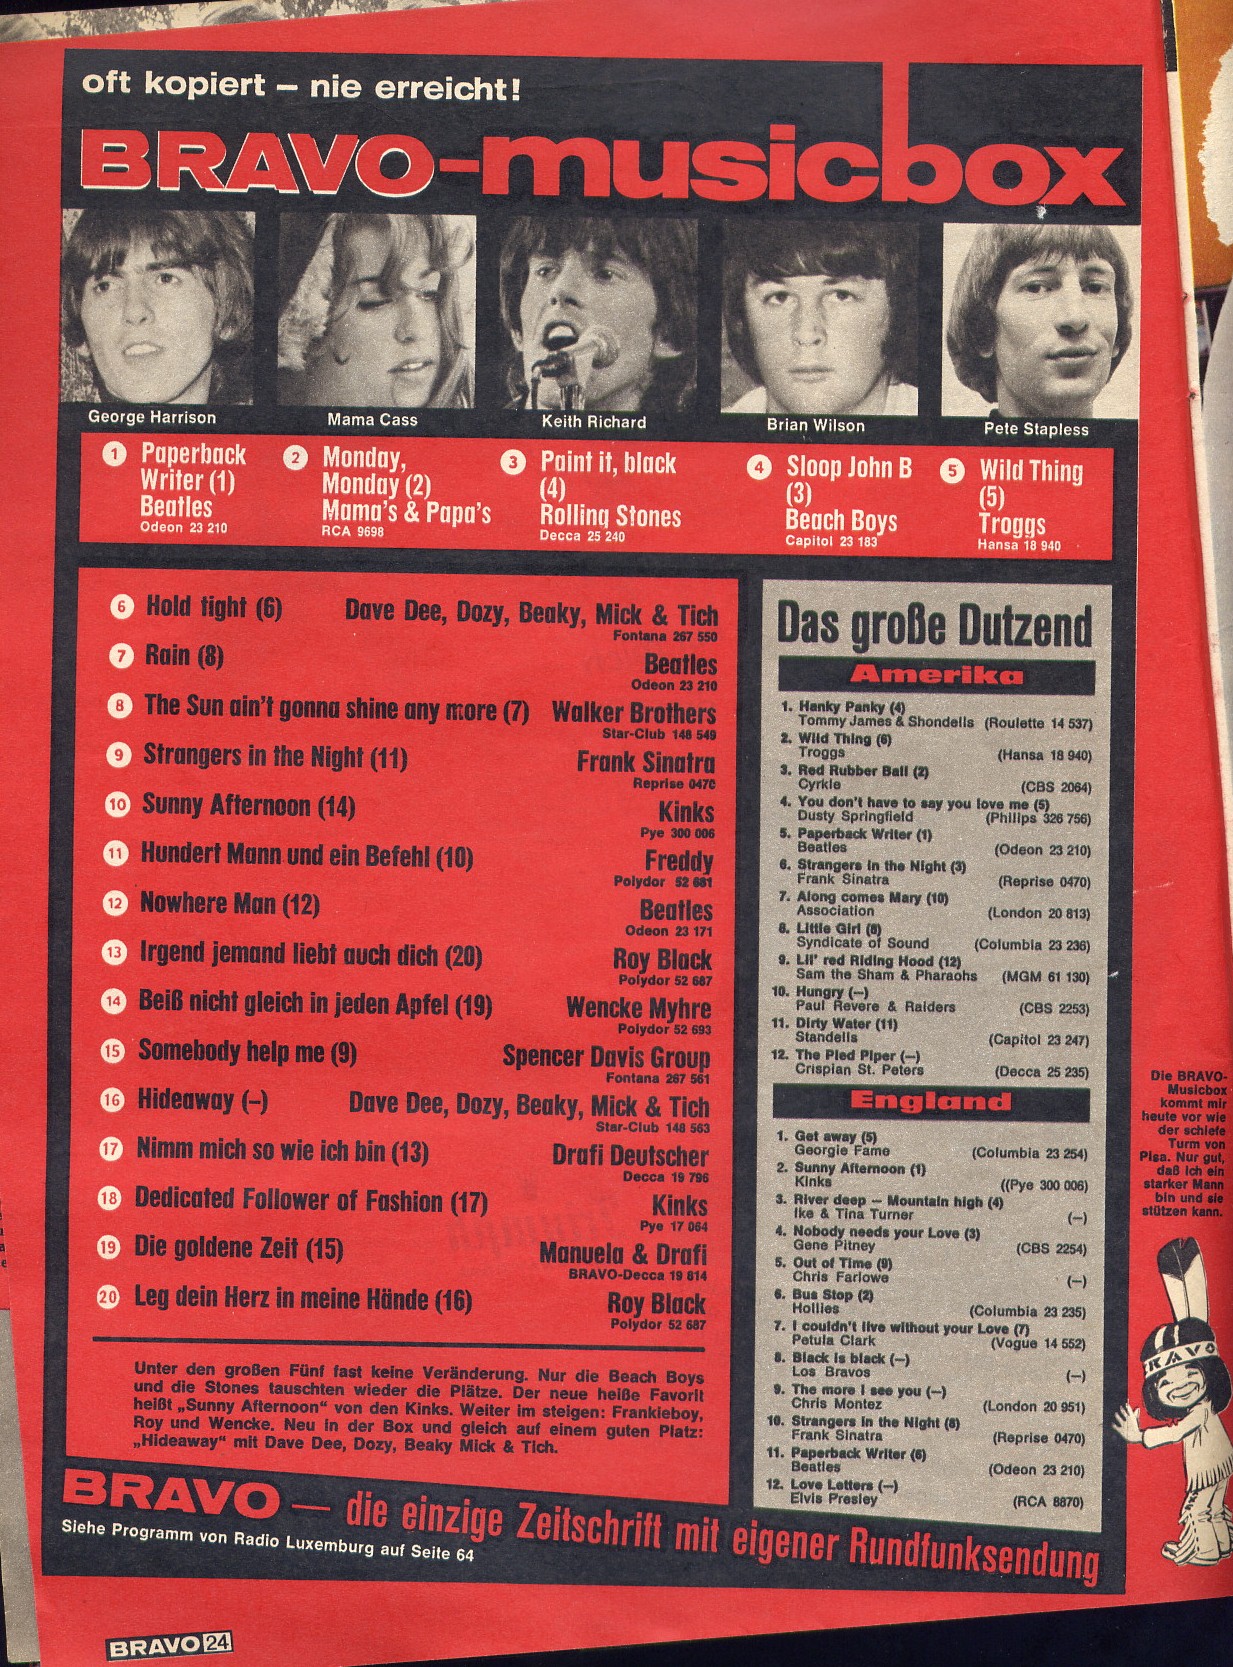 oft kopiert – nie erreicht!
BRAVO-musicbox
George Harrison
Mama Cass
Keith Richard
Brian Wilson
Pete Stapless
1 Paperback
Writer (1)
Beatles
Odeon 23 210
2 Monday,
Monday (2)
Mama's & Papa's
RCA 9698
3 Paint it, black
(4)
Rolling Stones
Decca 25 240
4 Sloop John B
(3)
Beach Boys
Capitol 23 183
5 Wild Thing
(5)
Troggs
Hansa 18 940
6 Hold tight (6) Dave Dee, Dozy, Beaky, Mick & Tich
Fontana 267 550
7 Rain (8) Beatles
Odeon 23 210
8 The Sun ain't gonna shine any more (7) Walker Brothers
Star-Club 148 549
9 Strangers in the Night (11) Frank Sinatra
Reprise 0470
10 Sunny Afternoon (14) Kinks
Pye 300 006
11 Hundert Mann und ein Befehl (10) Freddy
Polydor 52 681
12 Nowhere Man (12) Beatles
Odeon 23 171
13 Irgend jemand liebt auch dich (20) Roy Black
Polydor 52 687
14 Beiß nicht gleich in jeden Apfel (19) Wencke Myhre
Polydor 52 693
15 Somebody help me (9) Spencer Davis Group
Fontana 267 561
16 Hideaway (–) Dave Dee, Dozy, Beaky, Mick & Tich
Star-Club 148 563
17 Nimm mich so wie ich bin (13) Drafi Deutscher
Decca 19 796
18 Dedicated Follower of Fashion (17) Kinks
Pye 17 064
19 Die goldene Zeit (15) Manuela & Drafi
BRAVO-Decca 19 814
20 Leg dein Herz in meine Hände (16) Roy Black
Polydor 52 687
Unter den großen Fünf fast keine Veränderung. Nur die Beach Boys
und die Stones tauschten wieder die Plätze. Der neue heiße Favorit
heißt „Sunny Afternoon“ von den Kinks. Weiter im steigen: Frankieboy,
Roy und Wencke. Neu in der Box und gleich auf einem guten Platz:
„Hideaway“ mit Dave Dee, Dozy, Beaky Mick & Tich.
Das große Dutzend
Amerika
1. Hanky Panky (4)
Tommy James & Shondells (Roulette 14 537)
2. Wild Thing (6)
Troggs (Hansa 18 940)
3. Red Rubber Ball (2)
Cyrkle (CBS 2064)
4. You don't have to say you love me (5)
Dusty Springfield (Philips 326 756)
5. Paperback Writer (1)
Beatles (Odeon 23 210)
6. Strangers in the Night (3)
Frank Sinatra (Reprise 0470)
7. Along comes Mary (10)
Association (London 20 813)
8. Little Girl (8)
Syndicate of Sound (Columbia 23 236)
9. Lil' red Riding Hood (12)
Sam the Sham & Pharaohs (MGM 61 130)
10. Hungry (–)
Paul Revere & Raiders (CBS 2253)
11. Dirty Water (11)
Standells (Capitol 23 247)
12. The Pied Piper (–)
Crispian St. Peters (Decca 25 235)
England
1. Get away (5)
Georgie Fame (Columbia 23 254)
2. Sunny Afternoon (1)
Kinks ((Pye 300 006)
3. River deep – Mountain high (4)
Ike & Tina Turner (–)
4. Nobody needs your Love (3)
Gene Pitney (CBS 2254)
5. Out of Time (9)
Chris Farlowe (–)
6. Bus Stop (2)
Hollies (Columbia 23 235)
7. I couldn't live without your Love (7)
Petula Clark (Vogue 14 552)
8. Black is black (–)
Los Bravos (–)
9. The more I see you (–)
Chris Montez (London 20 951)
10. Strangers in the Night (8)
Frank Sinatra (Reprise 0470)
11. Paperback Writer (6)
Beatles (Odeon 23 210)
12. Love Letters (–)
Elvis Presley (RCA 8870)
Die BRAVO-
Musicbox
kommt mir
heute vor wie
der schiefe
Turm von
Pisa. Nur gut,
daß ich ein
starker Mann
bin und sie
stützen kann.
BRAVO
BRAVO – die einzige Zeitschrift mit eigener Rundfunksendung
Siehe Programm von Radio Luxemburg auf Seite 64
BRAVO 24